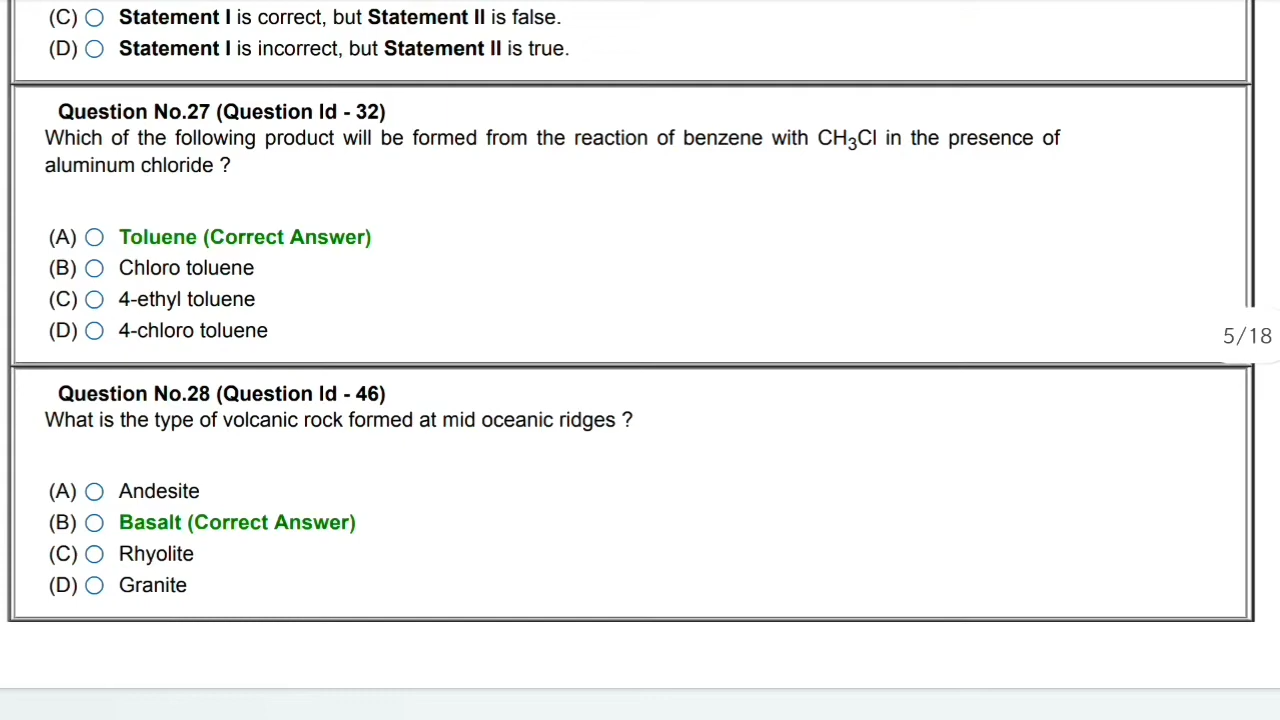 (C) Statement I is correct, but Statement II is false.
(D) Statement I is incorrect, but Statement II is true.
Question No.27 (Question Id - 32)
Which of the following product will be formed from the reaction of benzene with CH₃Cl in the presence of
aluminum chloride ?
(A) Toluene (Correct Answer)
(B) Chloro toluene
(C) 4-ethyl toluene
(D) 4-chloro toluene
5/18
Question No.28 (Question Id - 46)
What is the type of volcanic rock formed at mid oceanic ridges ?
(A) Andesite
(B) Basalt (Correct Answer)
(C) Rhyolite
(D) Granite